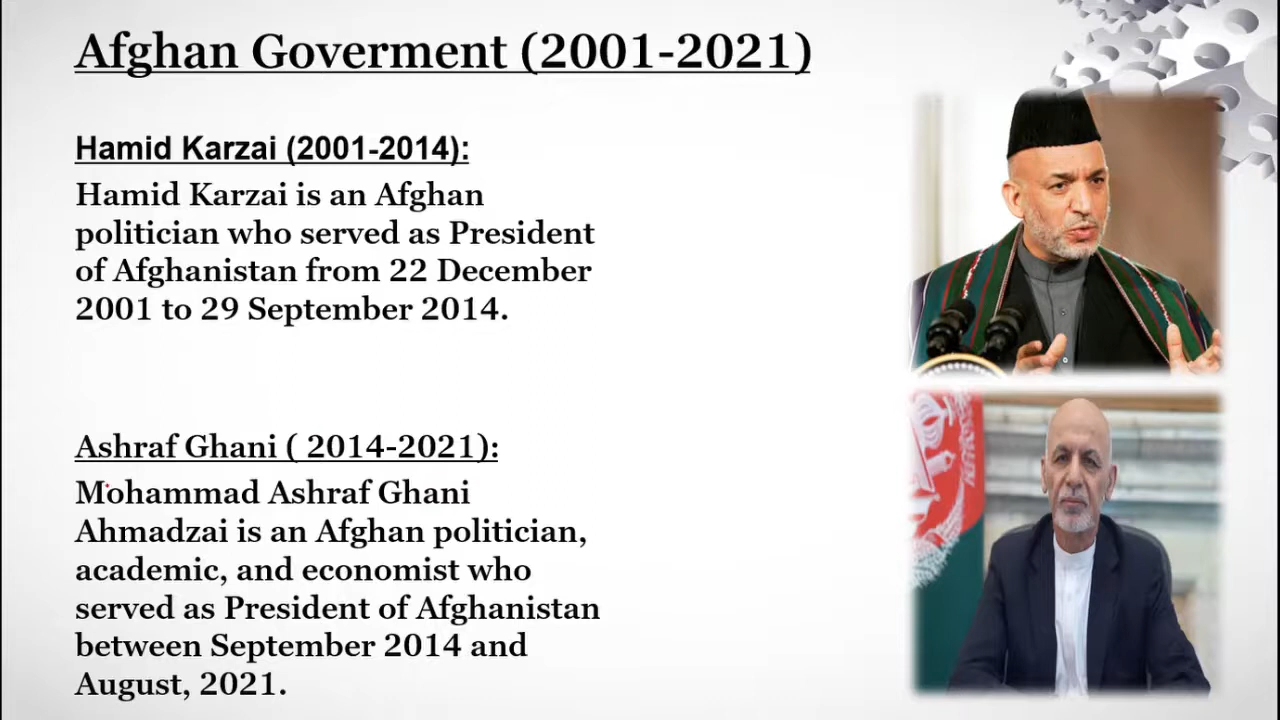 Afghan Goverment (2001-2021)
Hamid Karzai (2001-2014):
Hamid Karzai is an Afghan
politician who served as President
of Afghanistan from 22 December
2001 to 29 September 2014.
Ashraf Ghani ( 2014-2021):
Mohammad Ashraf Ghani
Ahmadzai is an Afghan politician,
academic, and economist who
served as President of Afghanistan
between September 2014 and
August, 2021.